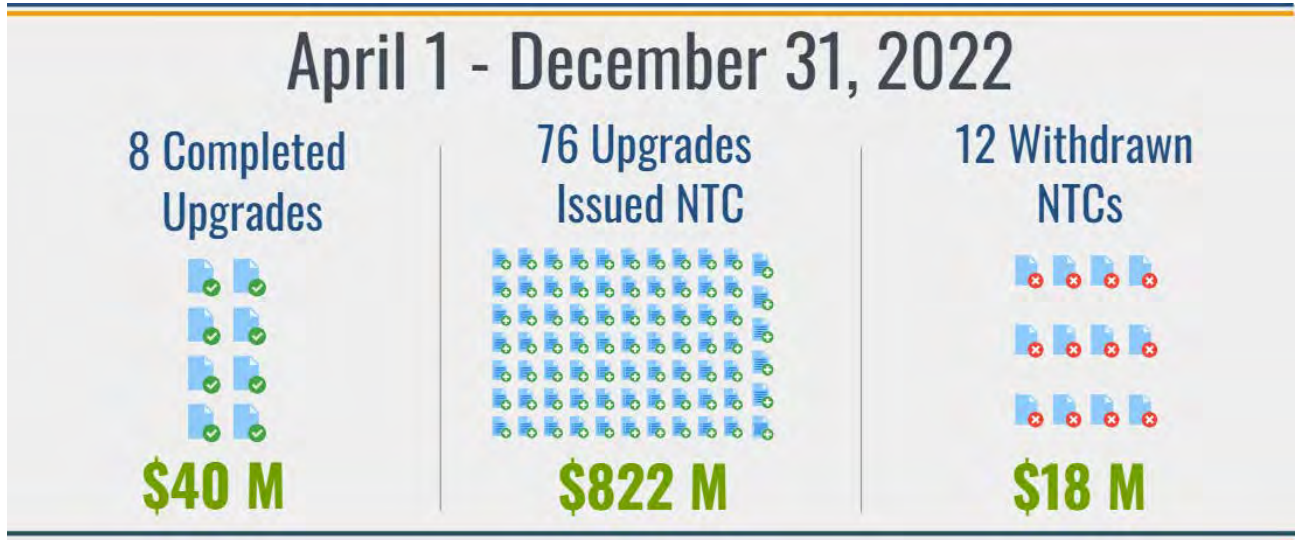 April 1 - December 31, 2022
8 Completed
Upgrades
$40 M
76 Upgrades
Issued NTC
$822 M
12 Withdrawn
NTCs
$18 M